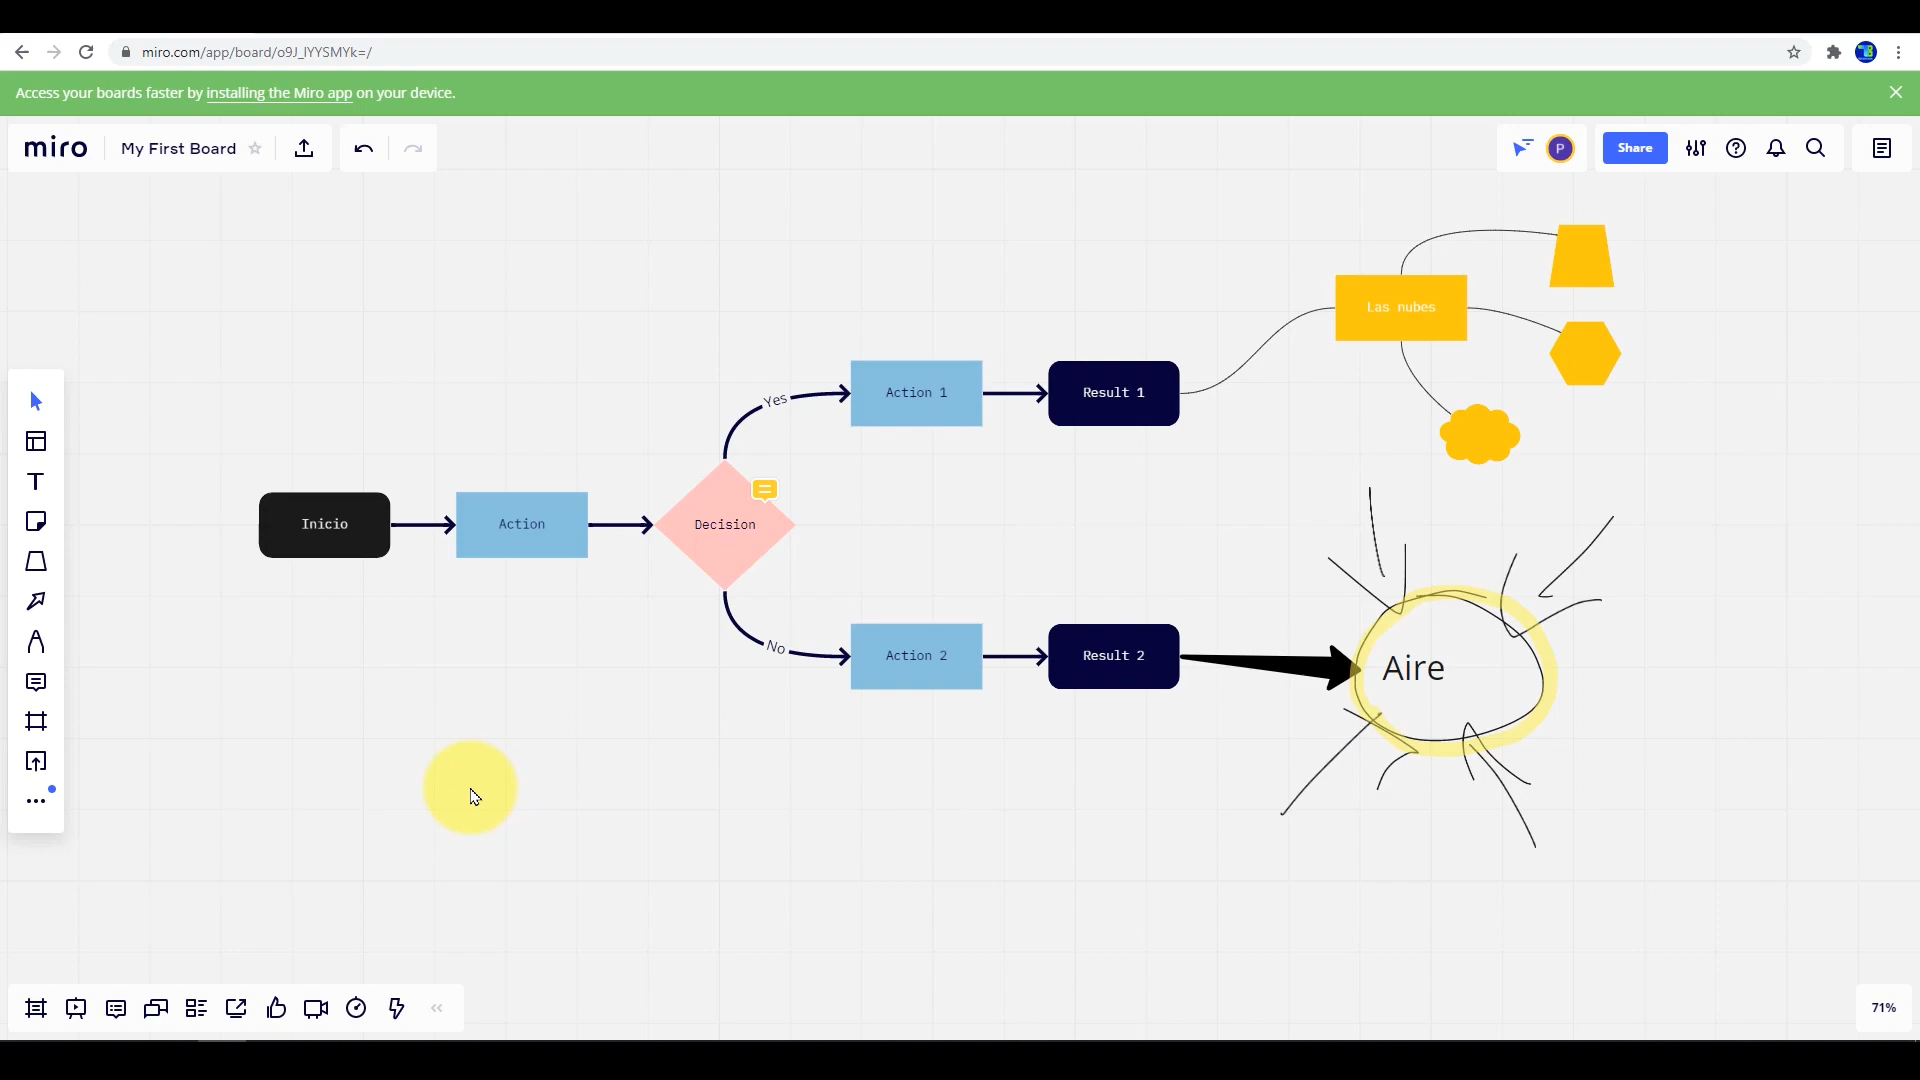 miro.com/app/board/o9J_lYYSMYk=/
Access your boards faster by installing the Miro app on your device.
miro
My First Board
P
Share
Las nubes
Action 1
Result 1
Yes
Inicio
Action
Decision
No
Action 2
Result 2
Aire
71%